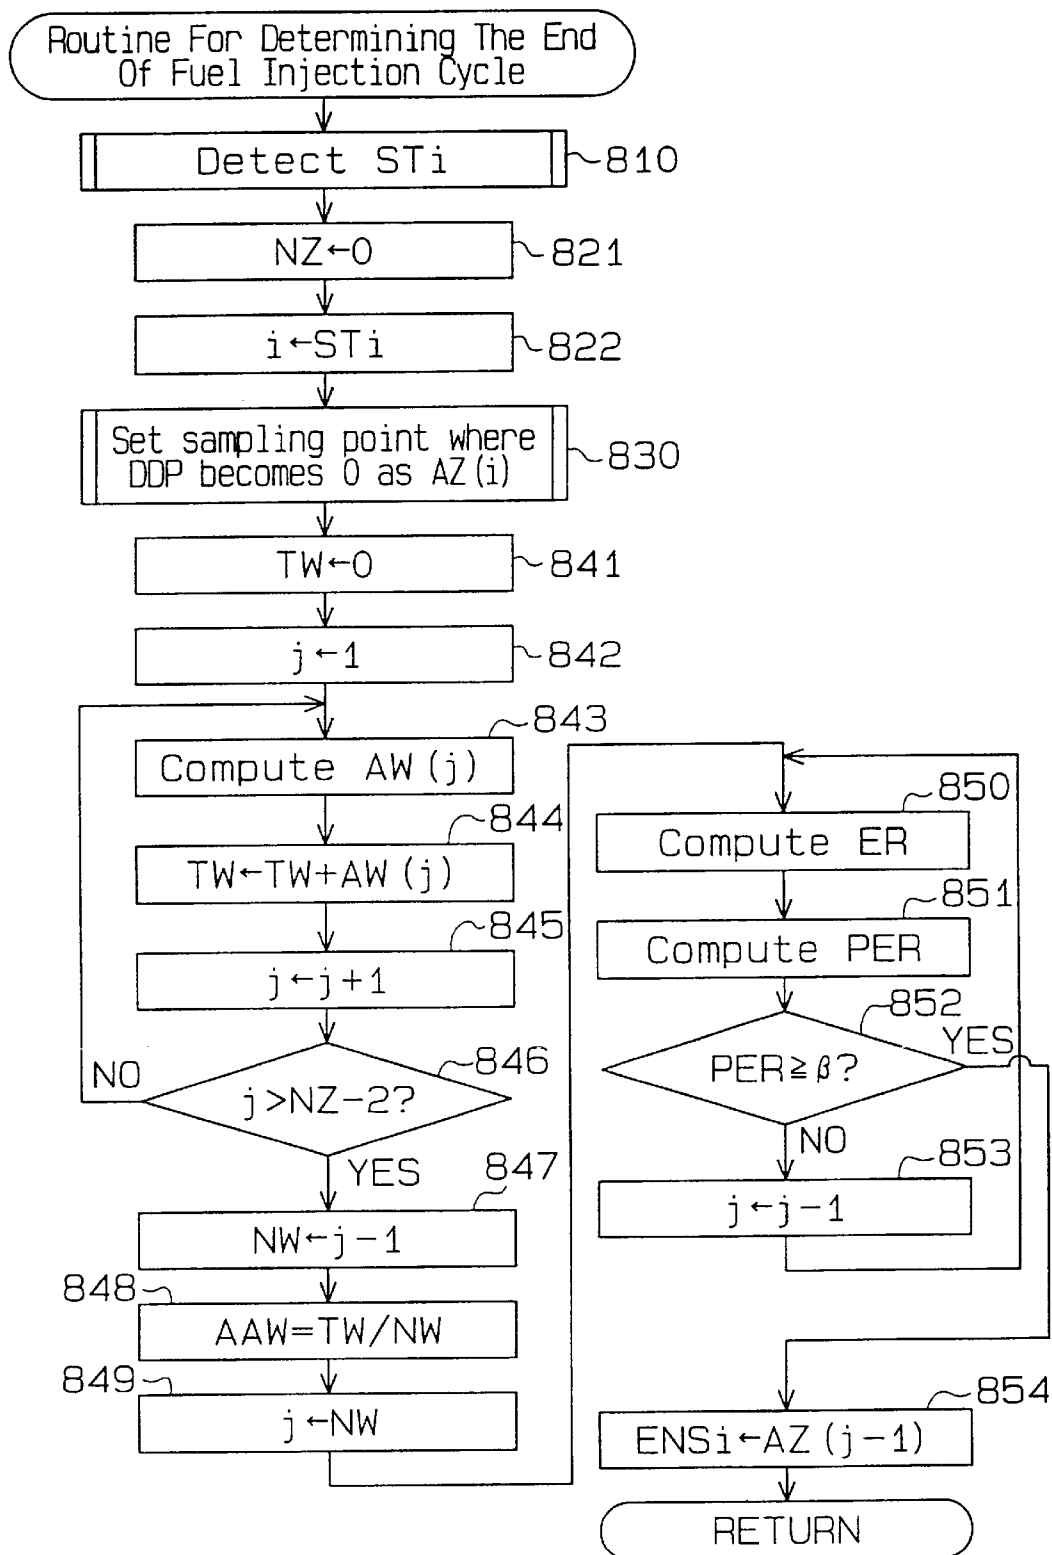 Routine For Determining The End
Of Fuel Injection Cycle
Detect STi
810
NZ←0
821
i←STi
822
Set sampling point where
DDP becomes 0 as AZ(i)
830
TW←0
841
j←1
842
843
Compute AW(j)
844
TW←TW+AW(j)
845
j←j+1
846
NO
j>NZ-2?
YES
847
NW←j-1
848
AAW=TW/NW
849
j←NW
850
Compute ER
851
Compute PER
852
YES
PER≧β?
NO
853
j←j-1
854
ENSi←AZ(j-1)
RETURN